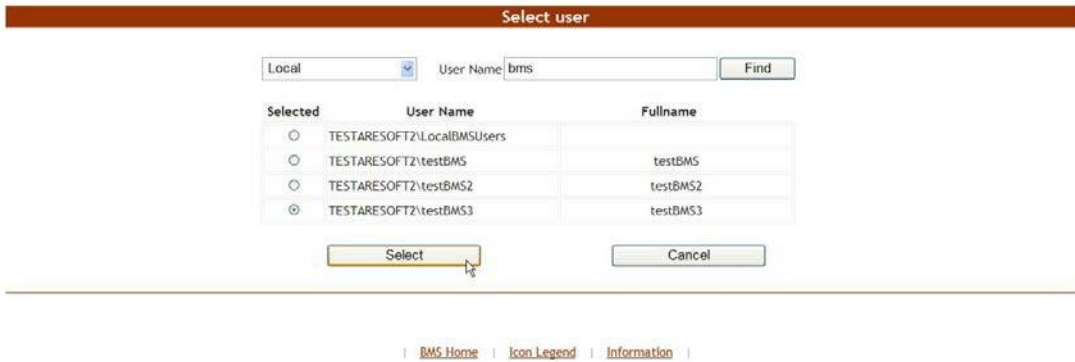 Select user
Local User Name bms Find
Selected User Name Fullname
TESTARESOFT2\LocalBMSUsers
TESTARESOFT2\testBMS testBMS
TESTARESOFT2\testBMS2 testBMS2
TESTARESOFT2\testBMS3 testBMS3
Select Cancel
| BMS Home | Icon Legend | Information |